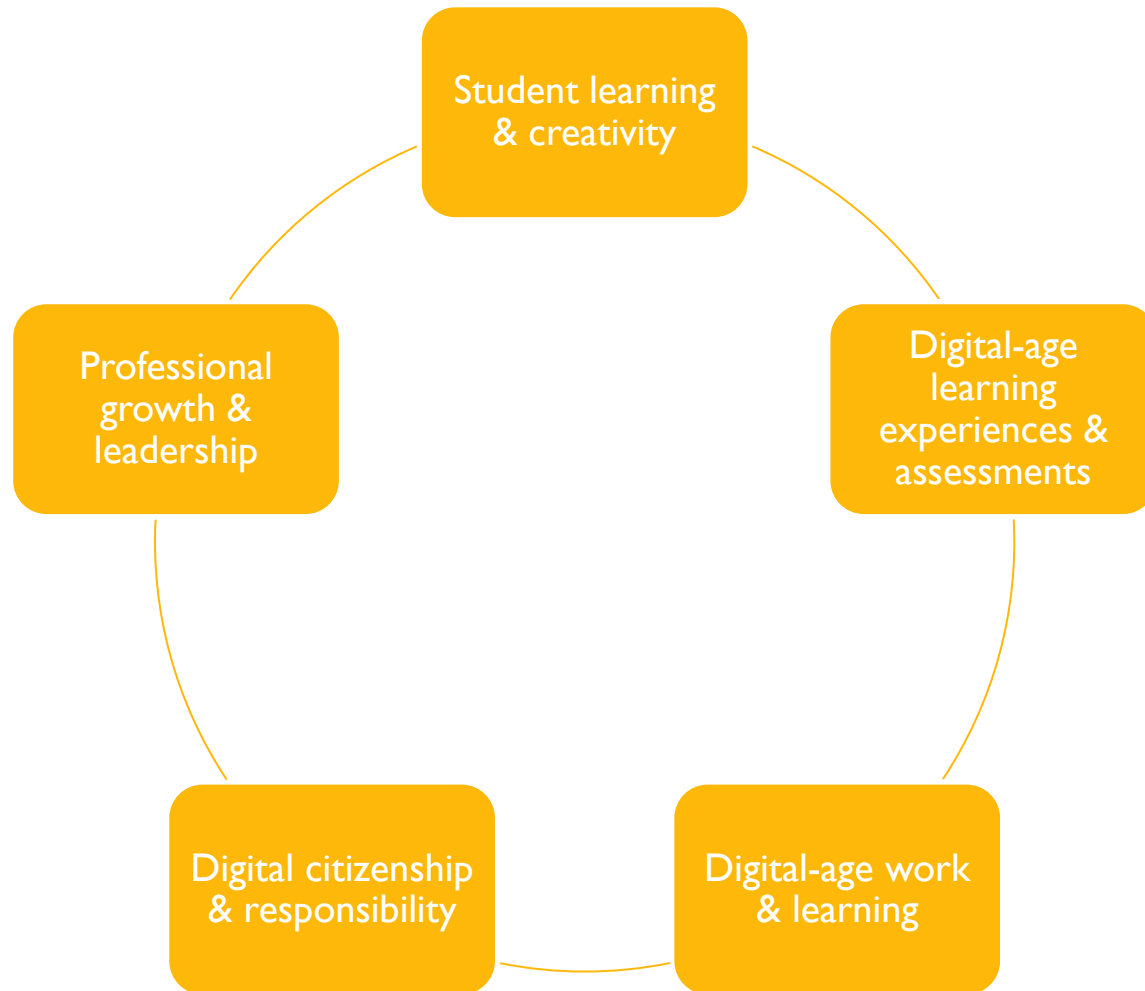 Student learning
& creativity
Digital-age
learning
experiences &
assessments
Digital-age work
& learning
Digital citizenship
& responsibility
Professional
growth &
leadership